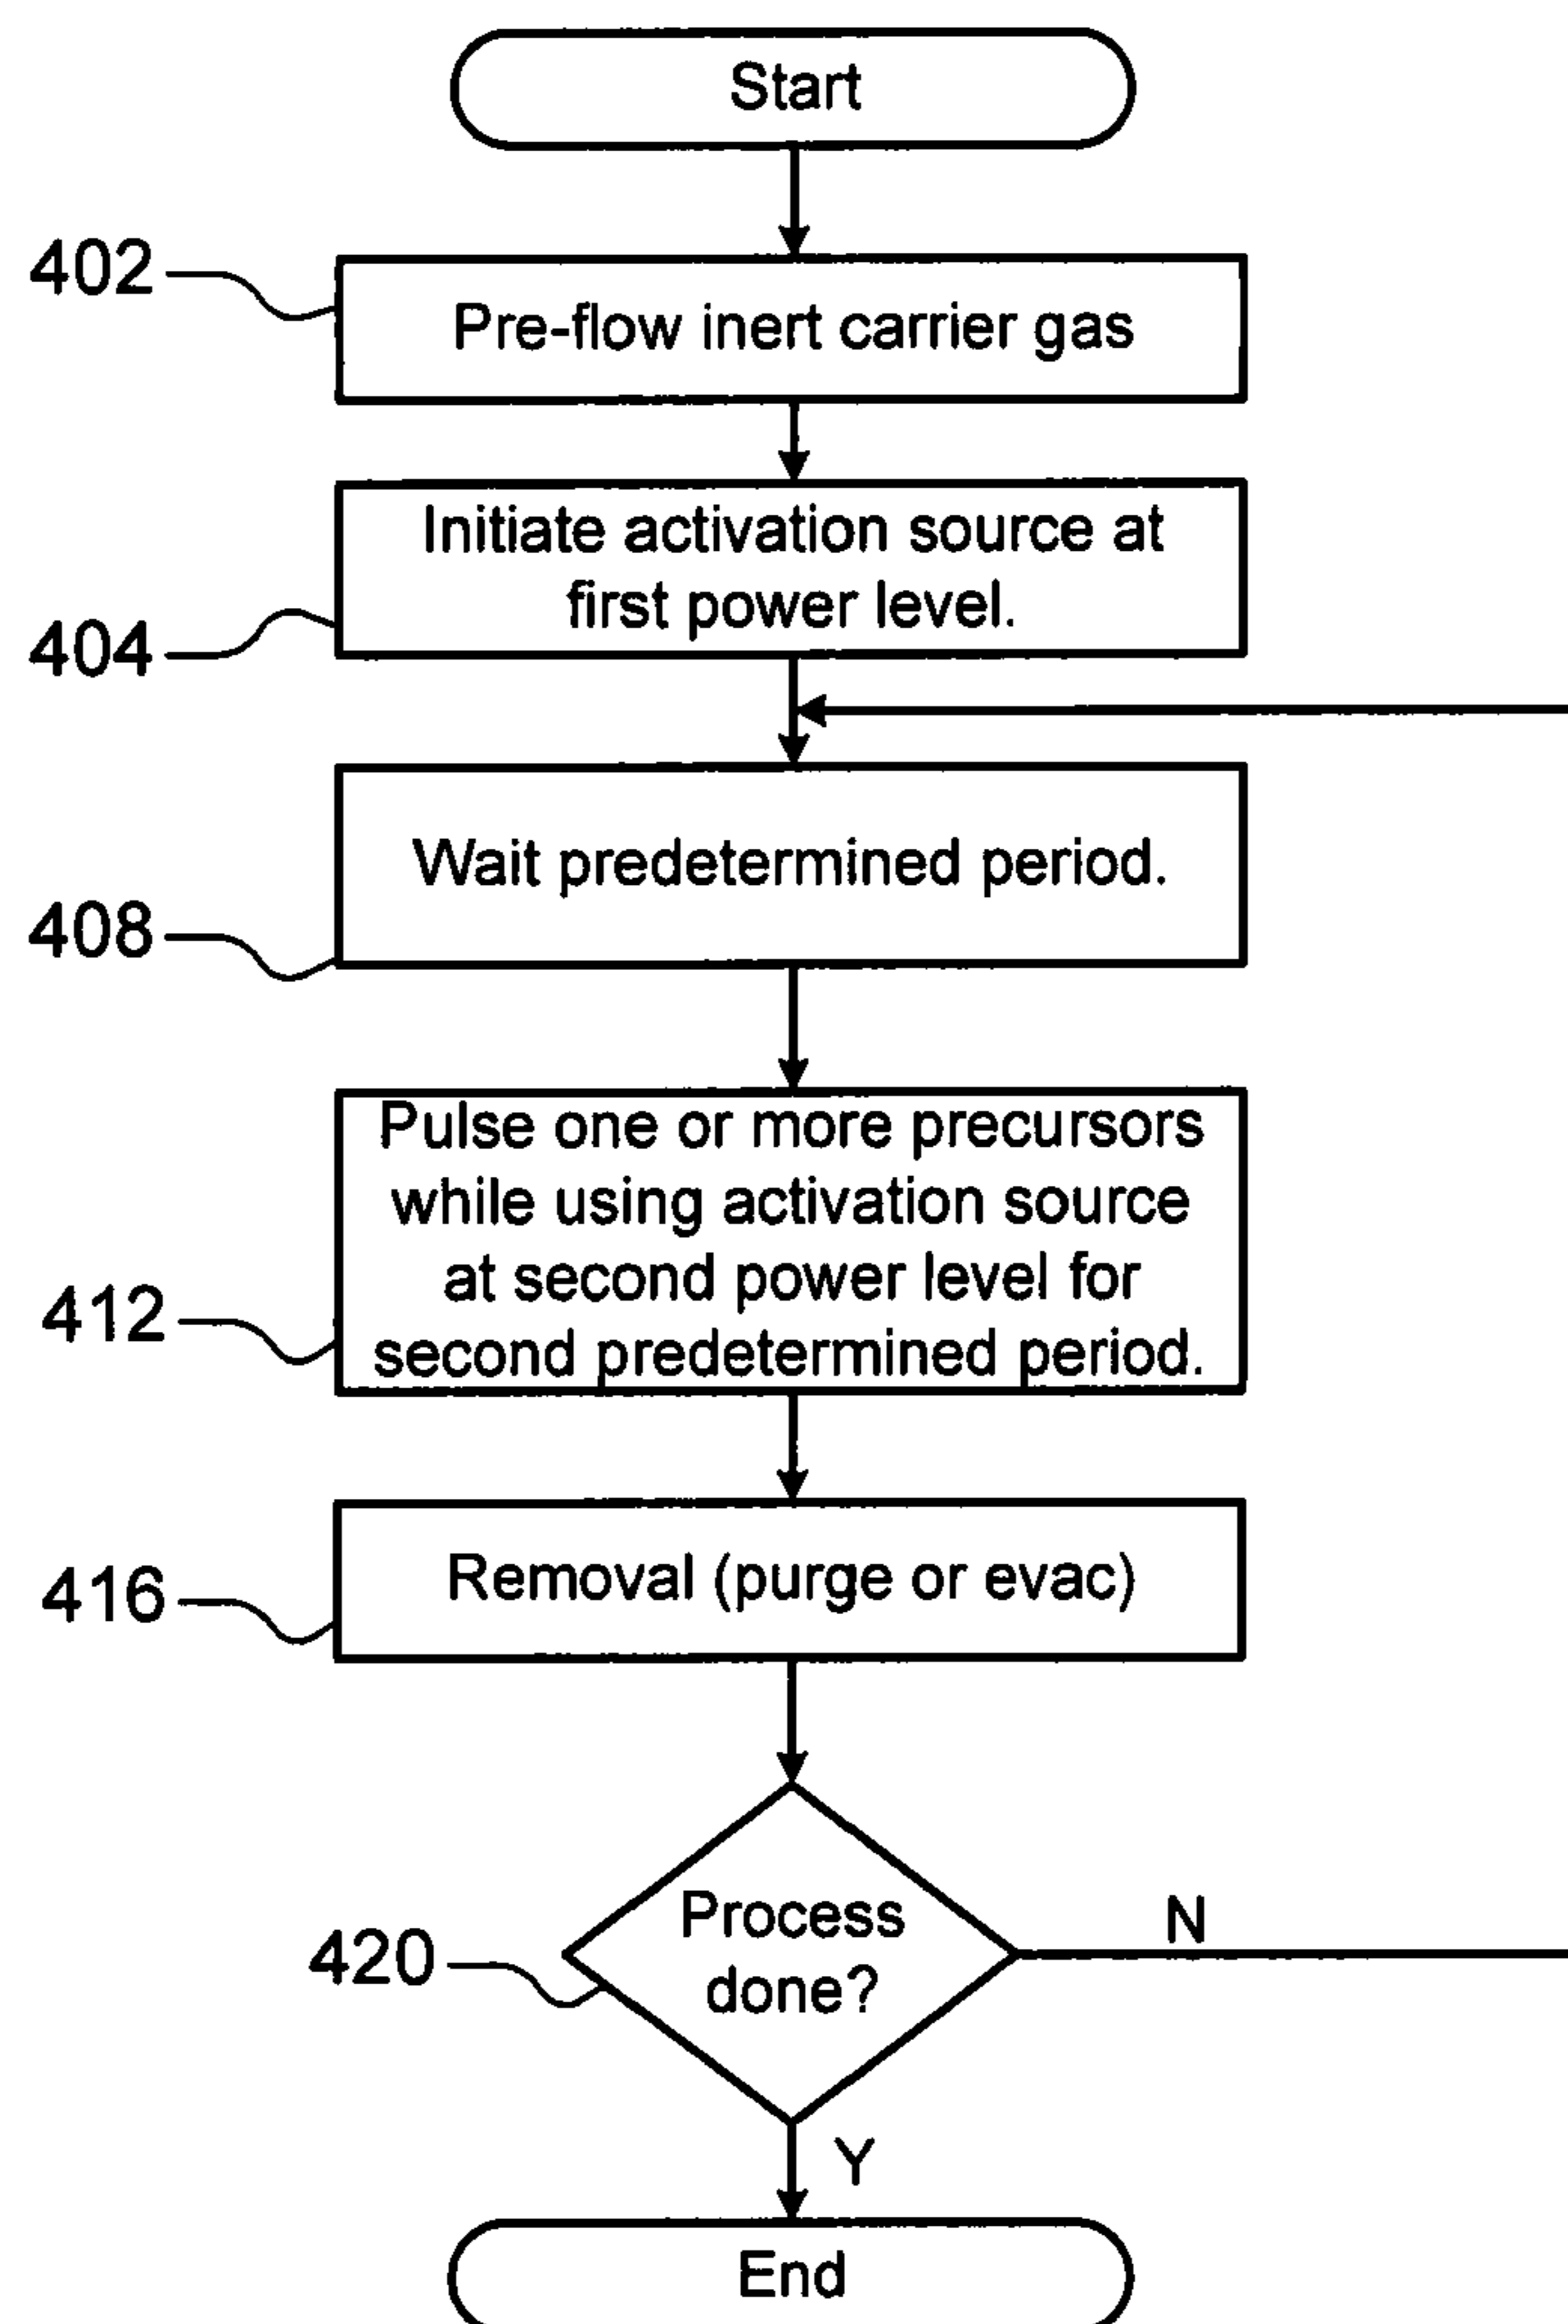 Start
402
Pre-flow inert carrier gas
Initiate activation source at
first power level.
404
Wait predetermined period.
408
Pulse one or more precursors
while using activation source
at second power level for
second predetermined period.
412
Removal (purge or evac)
416
Process
done?
N
420
Y
End